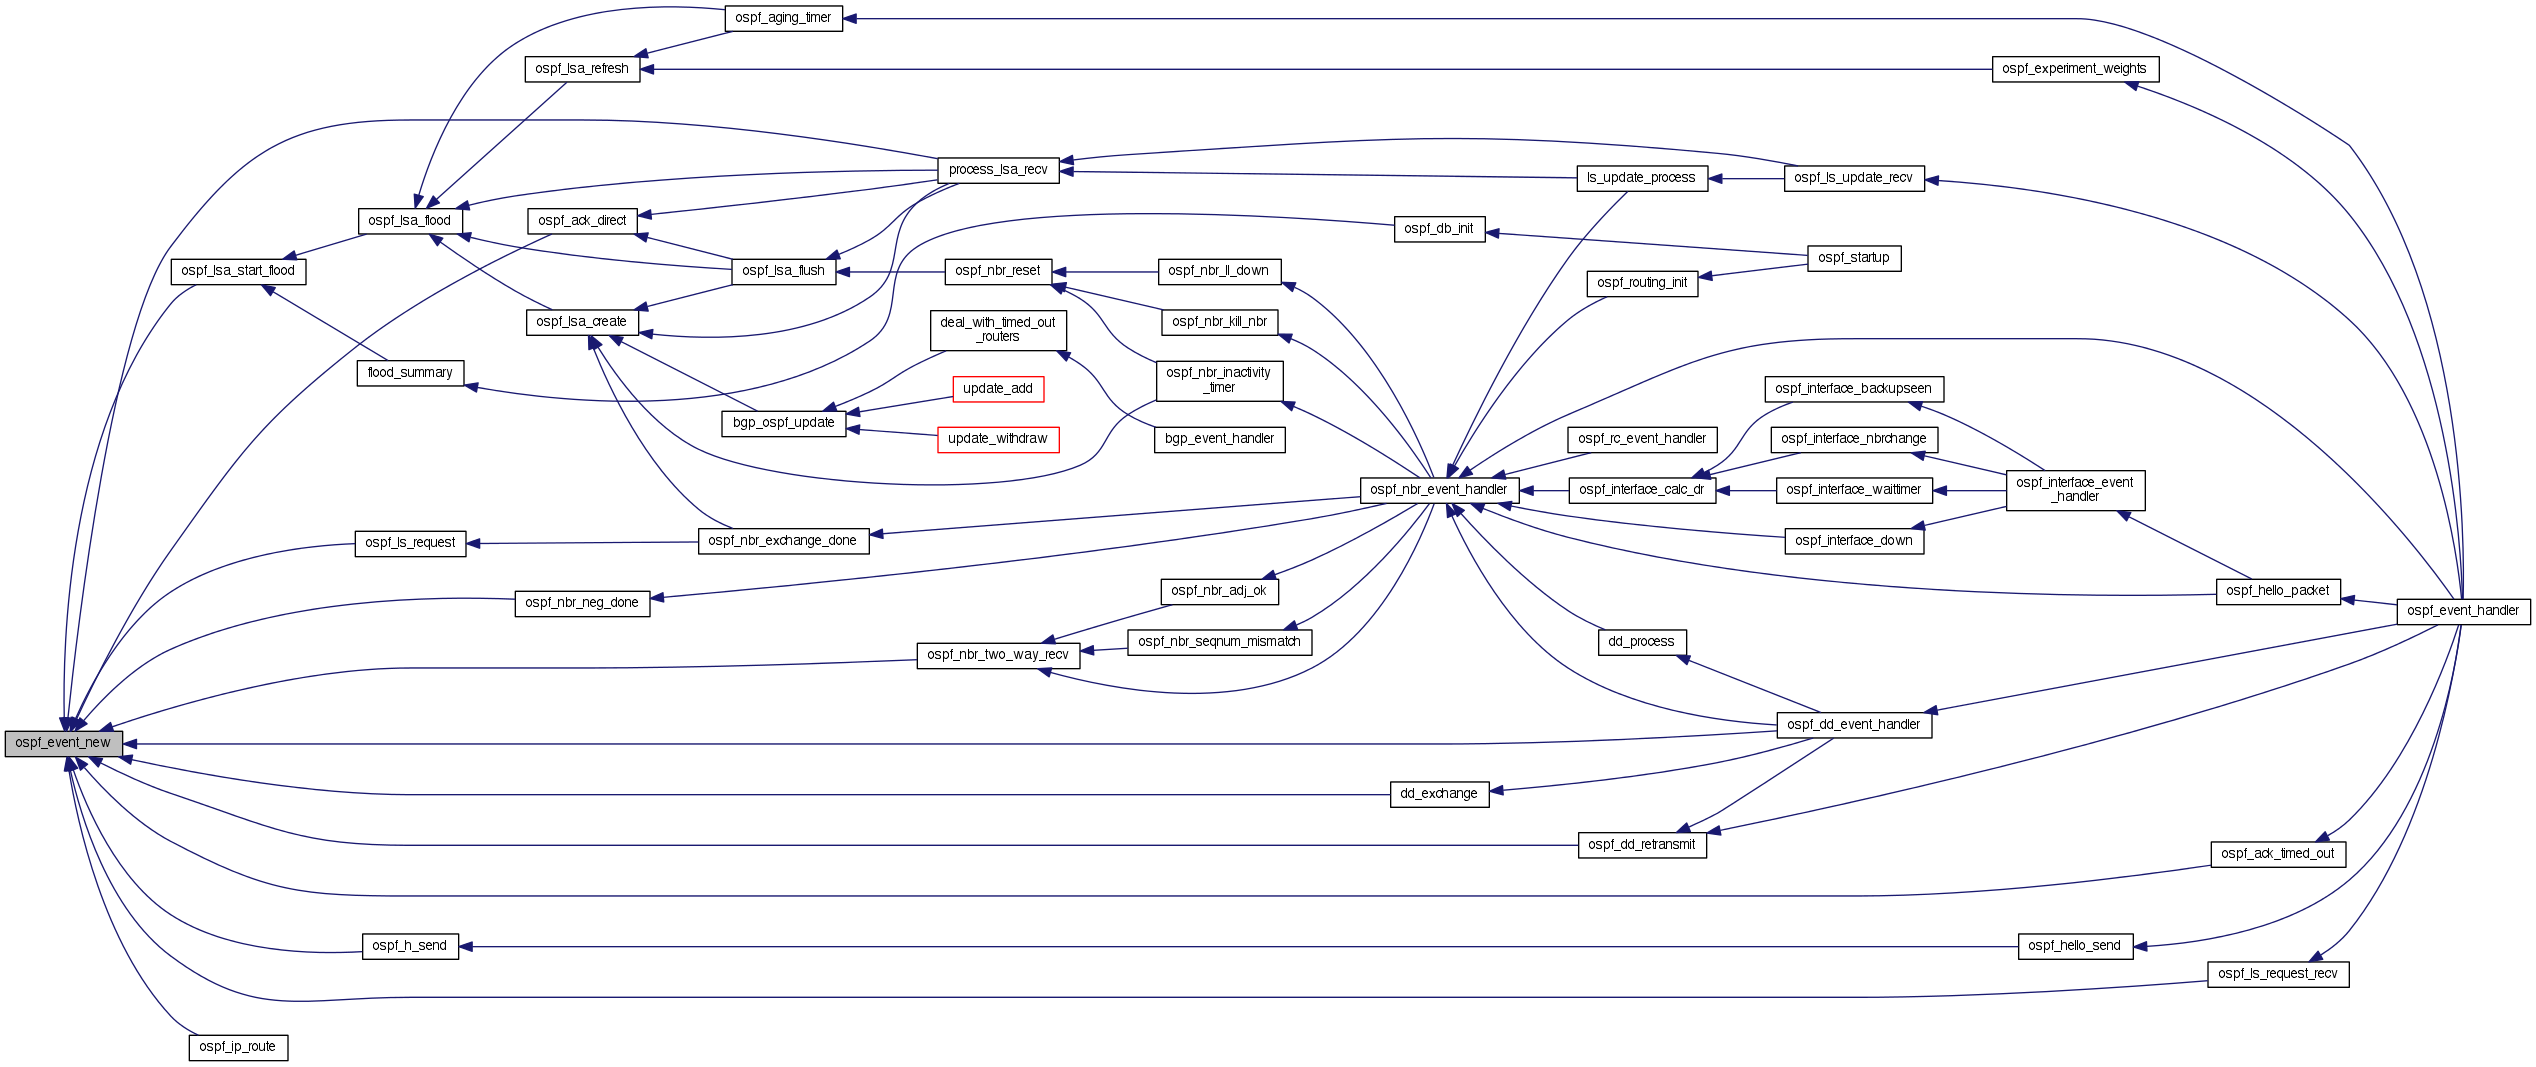 ospf_aging_timer
ospf_lsa_refresh
ospf_experiment_weights
process_lsa_recv
ls_update_process
ospf_ls_update_recv
ospf_lsa_flood
ospf_ack_direct
ospf_db_init
ospf_lsa_start_flood
ospf_lsa_flush
ospf_nbr_reset
ospf_nbr_ll_down
ospf_startup
ospf_routing_init
ospf_lsa_create
deal_with_timed_out
_routers
ospf_nbr_kill_nbr
flood_summary
ospf_nbr_inactivity
_timer
update_add
ospf_interface_backupseen
bgp_ospf_update
update_withdraw
bgp_event_handler
ospf_rc_event_handler
ospf_interface_nbrchange
ospf_nbr_event_handler
ospf_interface_calc_dr
ospf_interface_waittimer
ospf_interface_event
_handler
ospf_ls_request
ospf_nbr_exchange_done
ospf_interface_down
ospf_nbr_adj_ok
ospf_hello_packet
ospf_nbr_neg_done
ospf_event_handler
ospf_nbr_two_way_recv
ospf_nbr_seqnum_mismatch
dd_process
ospf_dd_event_handler
ospf_event_new
dd_exchange
ospf_dd_retransmit
ospf_ack_timed_out
ospf_h_send
ospf_hello_send
ospf_ls_request_recv
ospf_ip_route